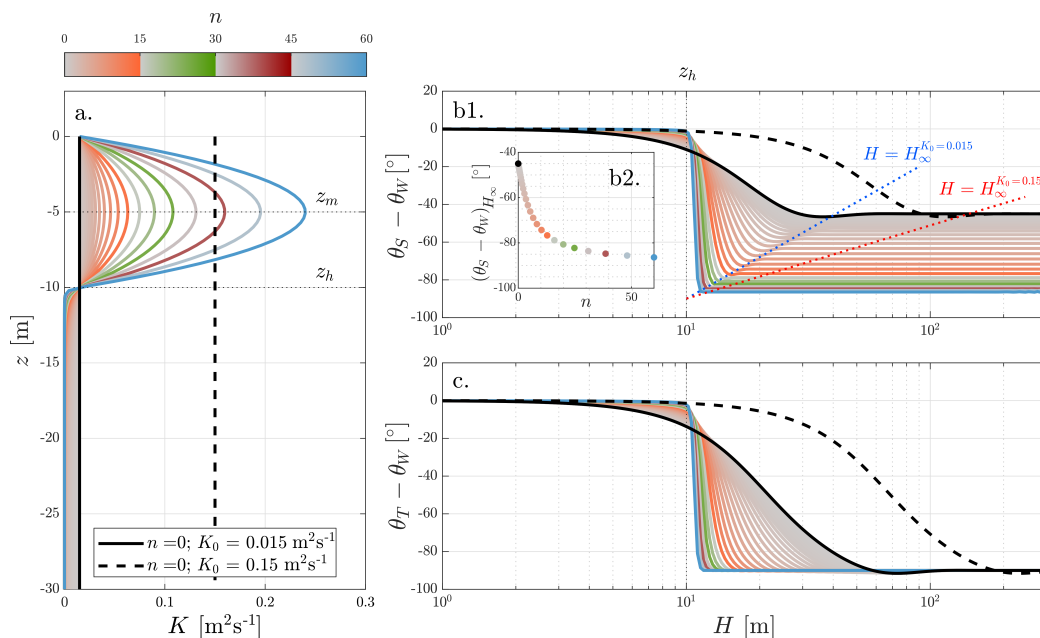 n
0 15 30 45 60
a.
0
-5
-10
-15
-20
-25
-30
z [m]
z_m
z_h
n =0; K_0 = 0.015 m^2s^{-1}
n =0; K_0 = 0.15 m^2s^{-1}
0 0.1 0.2 0.3
K [m^2s^{-1}]
z_h
b1.
20
0
-20
-40
-60
-80
-100
θ_S − θ_W [°]
H = H_∞^{K_0=0.015}
H = H_∞^{K_0=0.15}
b2.
-40
-60
-80
-100
(θ_S − θ_W)_{H_∞} [°]
0 50
n
10^0 10^1 10^2
c.
20
0
-20
-40
-60
-80
-100
θ_T − θ_W [°]
10^0 10^1 10^2
H [m]